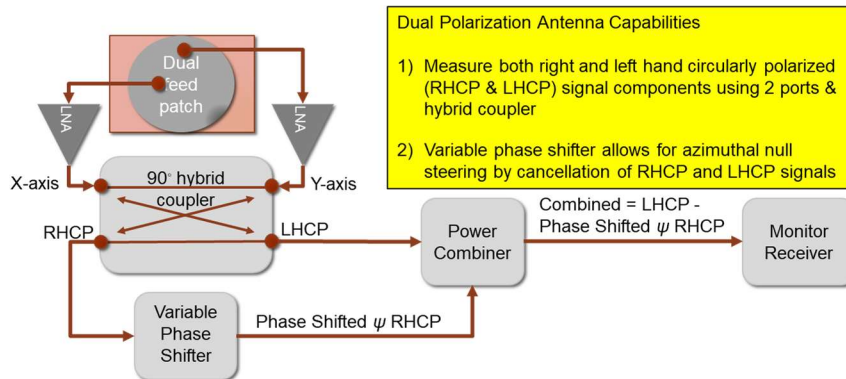 Dual
feed
patch
LNA
LNA
X-axis
Y-axis
90° hybrid
coupler
RHCP
LHCP
Variable
Phase
Shifter
Phase Shifted ψ RHCP
Power
Combiner
Combined = LHCP -
Phase Shifted ψ RHCP
Monitor
Receiver
Dual Polarization Antenna Capabilities
1) Measure both right and left hand circularly polarized
(RHCP & LHCP) signal components using 2 ports &
hybrid coupler
2) Variable phase shifter allows for azimuthal null
steering by cancellation of RHCP and LHCP signals